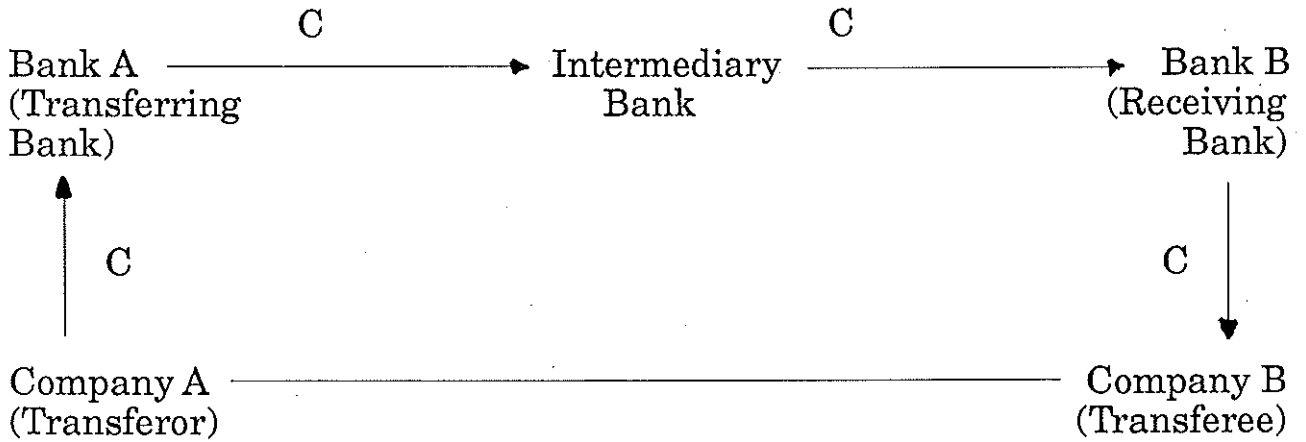 C
C
Bank A
(Transferring
Bank)
Intermediary
Bank
Bank B
(Receiving
Bank)
C
C
Company A
(Transferor)
Company B
(Transferee)